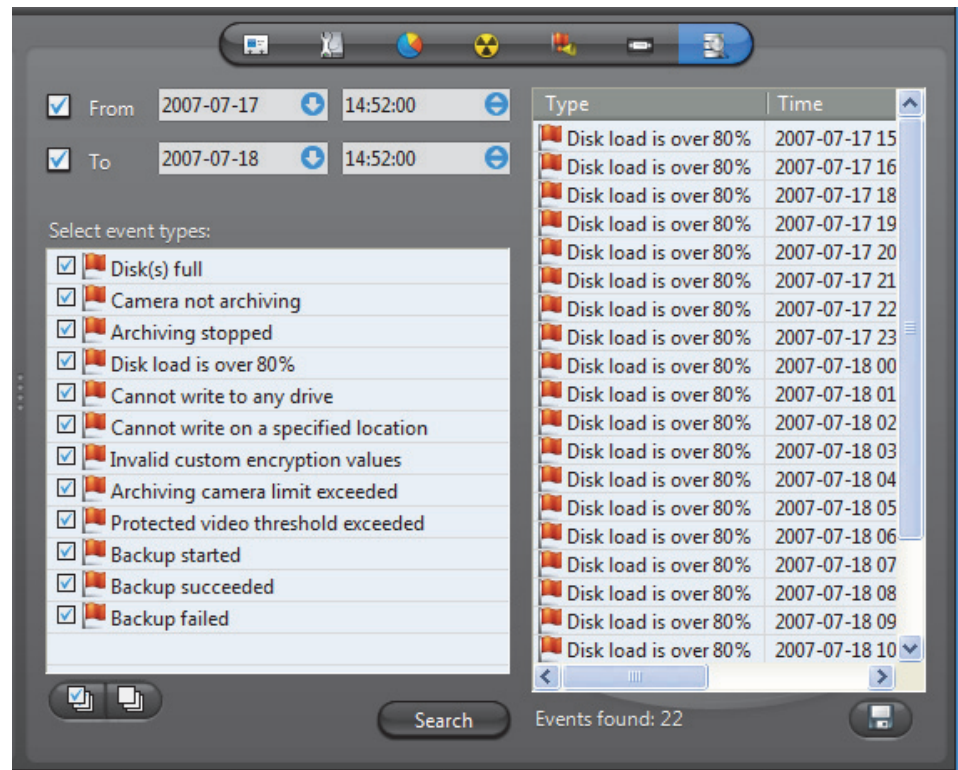 From 2007-07-17 14:52:00
To 2007-07-18 14:52:00
Select event types:
Disk(s) full
Camera not archiving
Archiving stopped
Disk load is over 80%
Cannot write to any drive
Cannot write on a specified location
Invalid custom encryption values
Archiving camera limit exceeded
Protected video threshold exceeded
Backup started
Backup succeeded
Backup failed
Search
Type Time
Disk load is over 80% 2007-07-17 15
Disk load is over 80% 2007-07-17 16
Disk load is over 80% 2007-07-17 18
Disk load is over 80% 2007-07-17 19
Disk load is over 80% 2007-07-17 20
Disk load is over 80% 2007-07-17 21
Disk load is over 80% 2007-07-17 22
Disk load is over 80% 2007-07-17 23
Disk load is over 80% 2007-07-18 00
Disk load is over 80% 2007-07-18 01
Disk load is over 80% 2007-07-18 02
Disk load is over 80% 2007-07-18 03
Disk load is over 80% 2007-07-18 04
Disk load is over 80% 2007-07-18 05
Disk load is over 80% 2007-07-18 06
Disk load is over 80% 2007-07-18 07
Disk load is over 80% 2007-07-18 08
Disk load is over 80% 2007-07-18 09
Disk load is over 80% 2007-07-18 10
Events found: 22